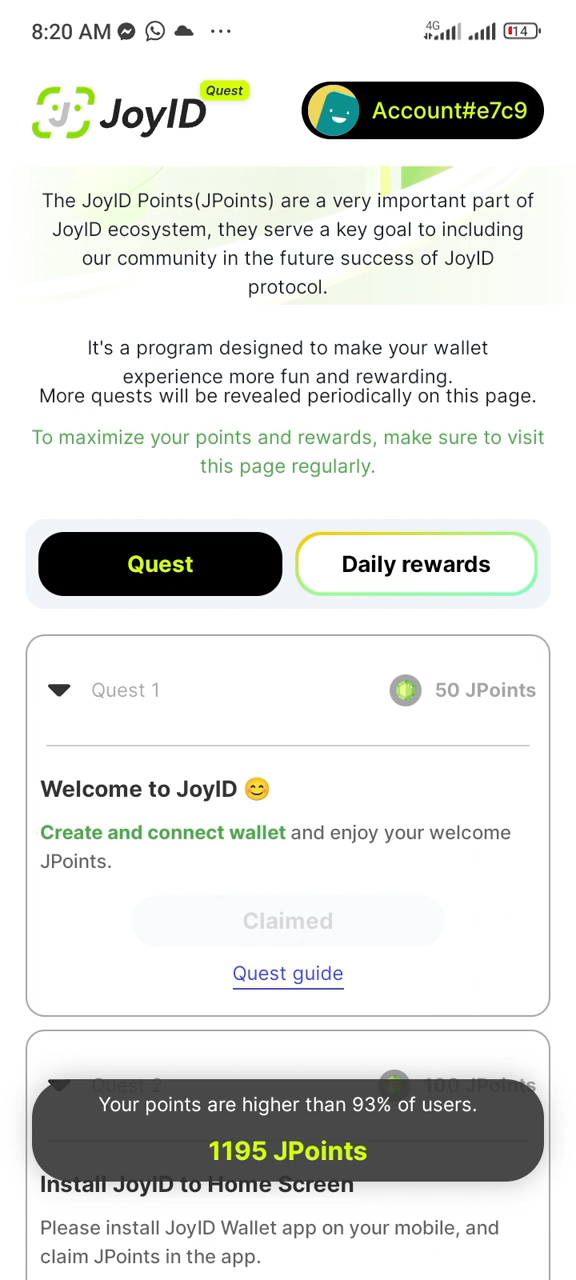 8:20 AM
4G
14
JoyID
Quest
Account#e7c9
The JoyID Points(JPoints) are a very important part of
JoyID ecosystem, they serve a key goal to including
our community in the future success of JoyID
protocol.
It's a program designed to make your wallet
experience more fun and rewarding.
More quests will be revealed periodically on this page.
To maximize your points and rewards, make sure to visit
this page regularly.
Quest
Daily rewards
Quest 1
50 JPoints
Welcome to JoyID 😊
Create and connect wallet and enjoy your welcome
JPoints.
Claimed
Quest guide
Quest 2
100 JPoints
Your points are higher than 93% of users.
1195 JPoints
Install JoyID to Home Screen
Please install JoyID Wallet app on your mobile, and
claim JPoints in the app.